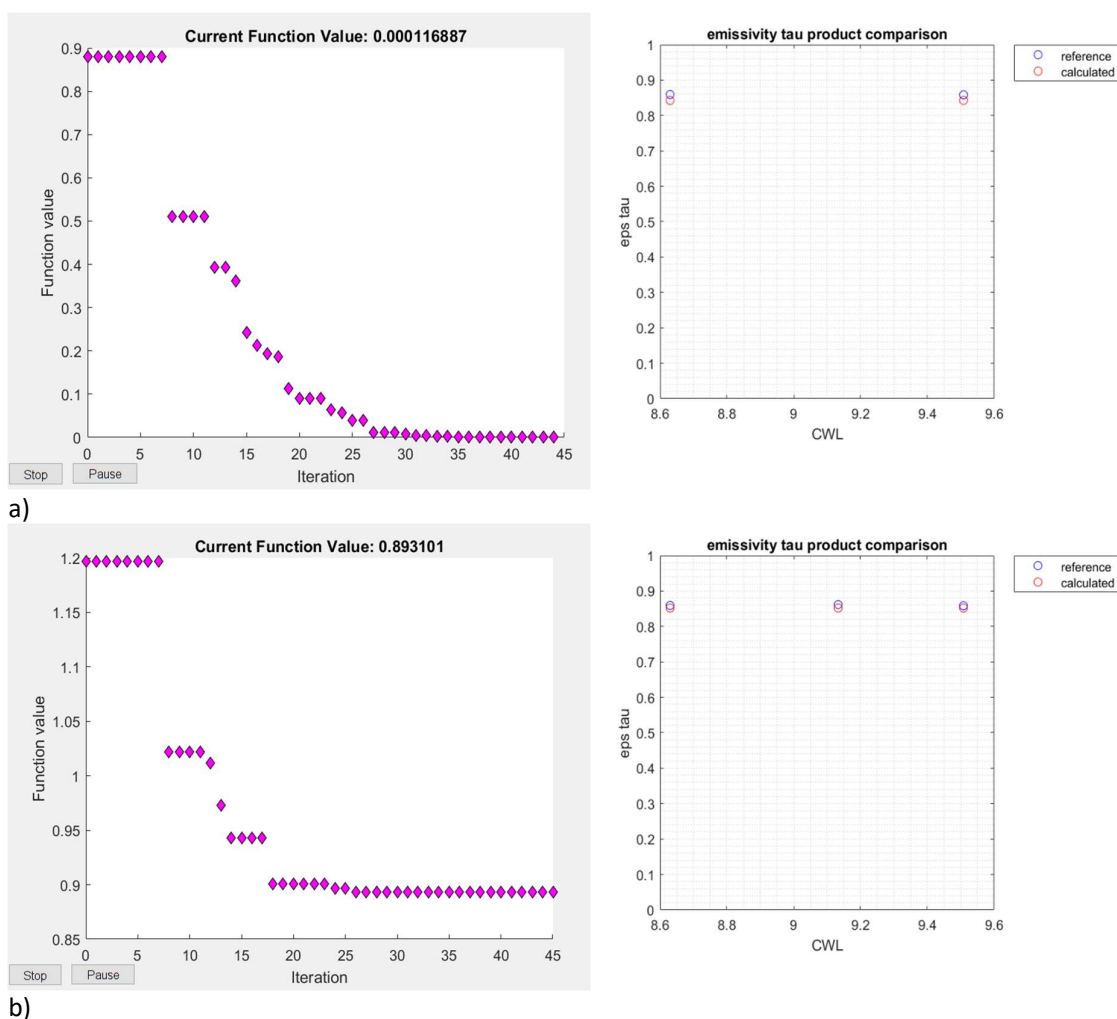 Current Function Value: 0.000116887
0.9
0.8
0.7
0.6
0.5
0.4
0.3
0.2
0.1
0
Function value
0 5 10 15 20 25 30 35 40 45
Iteration
Stop Pause
emissivity tau product comparison
1
0.9
0.8
0.7
0.6
0.5
0.4
0.3
0.2
0.1
0
eps tau
8.6 8.8 9 9.2 9.4 9.6
CWL
reference
calculated
a)
Current Function Value: 0.893101
1.2
1.15
1.1
1.05
1
0.95
0.9
0.85
Function value
0 5 10 15 20 25 30 35 40 45
Iteration
Stop Pause
emissivity tau product comparison
1
0.9
0.8
0.7
0.6
0.5
0.4
0.3
0.2
0.1
0
eps tau
8.6 8.8 9 9.2 9.4 9.6
CWL
reference
calculated
b)